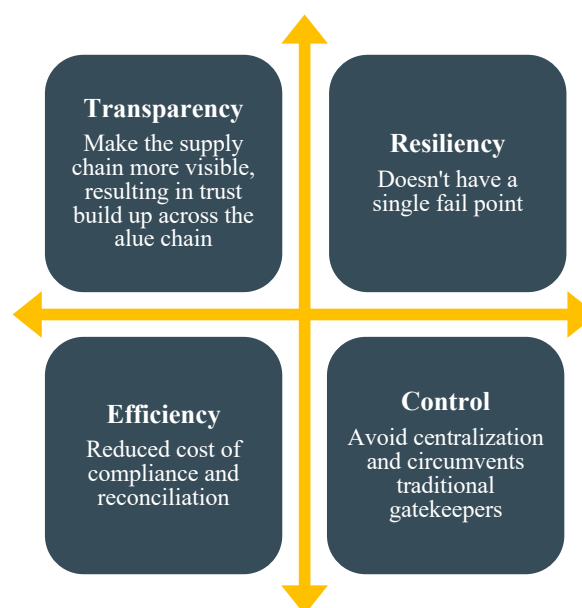 Transparency
Make the supply
chain more visible,
resulting in trust
build up across the
alue chain
Resiliency
Doesn't have a
single fail point
Efficiency
Reduced cost of
compliance and
reconciliation
Control
Avoid centralization
and circumvents
traditional
gatekeepers